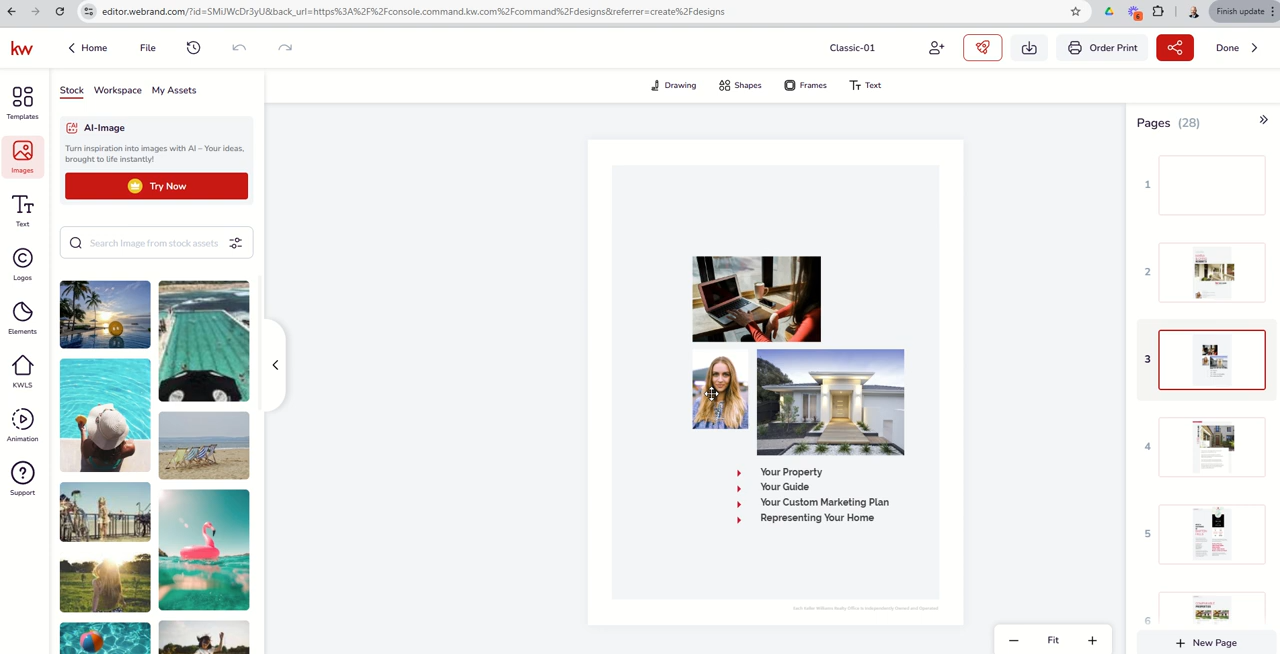 editor.webrand.com/?id=SMiJWcDr3yU&back_url=https%3A%2F%2Fconsole.command.kw.com%2Fcommand%2Fdesigns&referrer=create%2Fdesigns
6
Finish update
kw
Home
File
Classic-01
Order Print
Done
Templates
Images
Text
Logos
Elements
KWLS
Animation
Support
Stock
Workspace
My Assets
AI-Image
Turn inspiration into images with AI – Your ideas,
brought to life instantly!
Try Now
Search Image from stock assets
Drawing
Shapes
Frames
Text
Your Property
Your Guide
Your Custom Marketing Plan
Representing Your Home
Each Keller Williams Realty Office is Independently Owned and Operated
Fit
Pages (28)
1
2
3
4
5
6
New Page